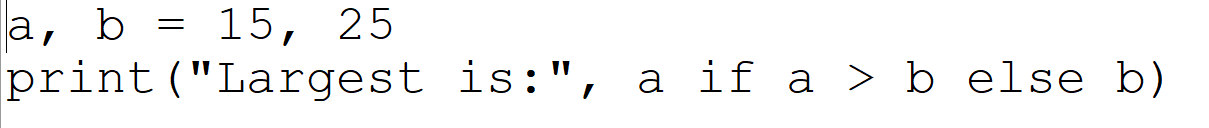 a, b = 15, 25
print("Largest is:", a if a > b else b)